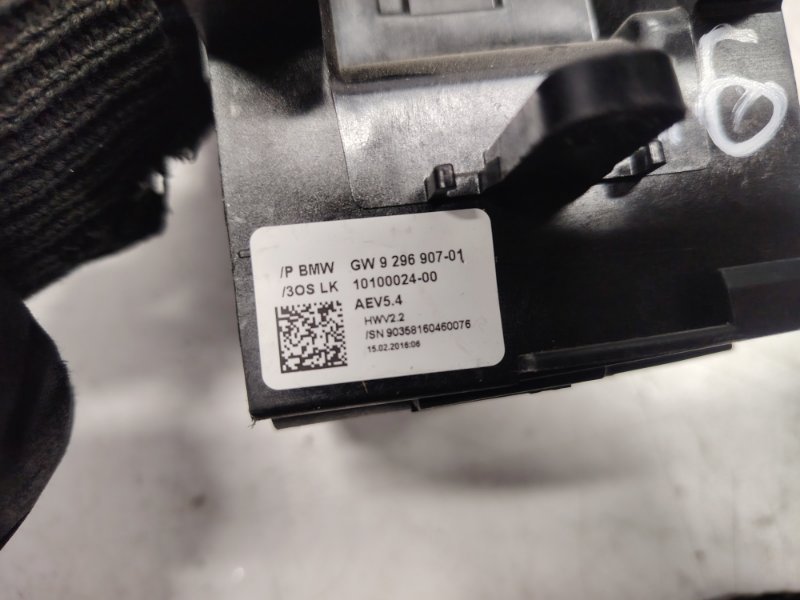 /P BMW GW 9 296 907-01
/3OS LK 10100024-00
AEV5.4
HWV2.2
/SN 90358160460076
15.02.2016:06